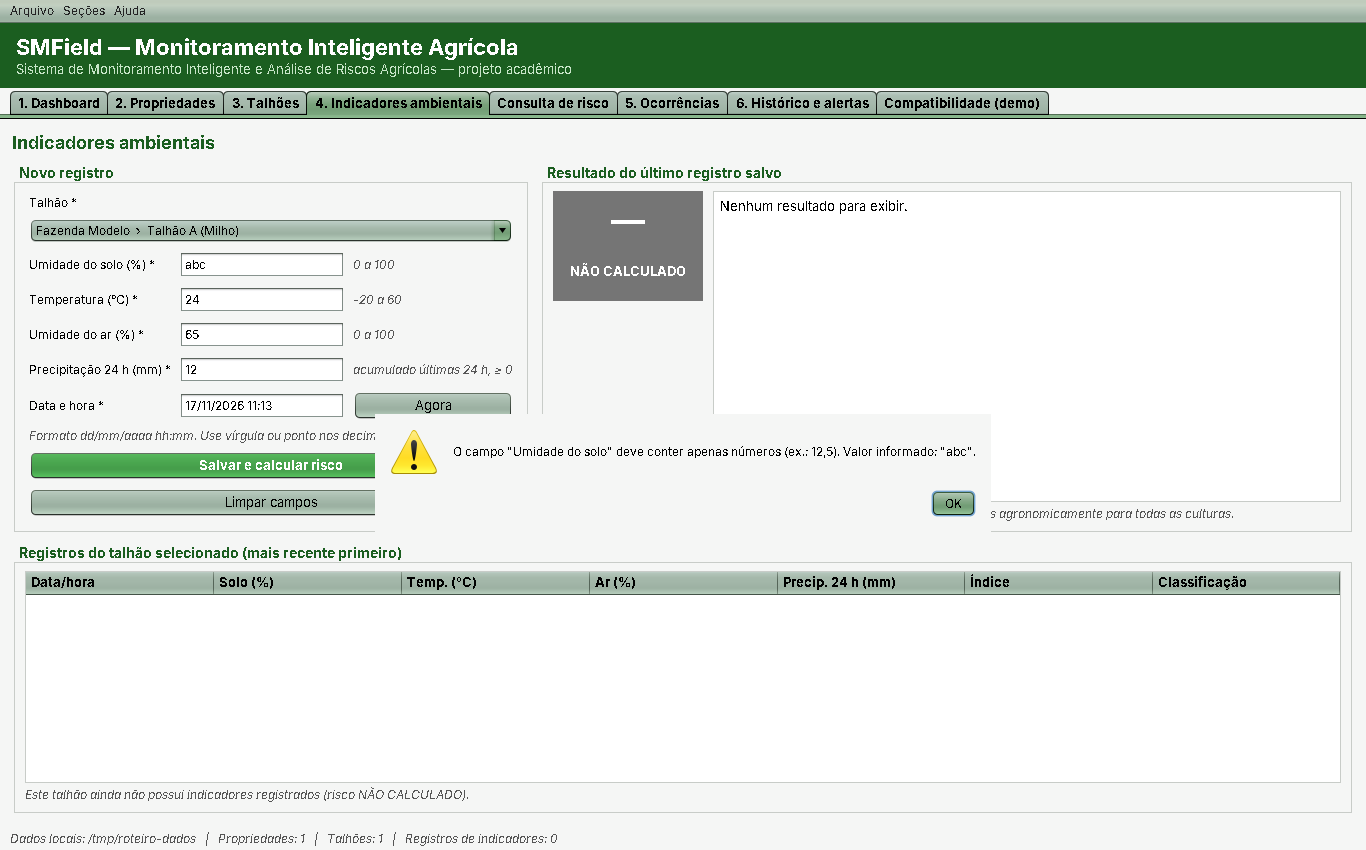 Arquivo Seções Ajuda
SMField — Monitoramento Inteligente Agrícola
Sistema de Monitoramento Inteligente e Análise de Riscos Agrícolas — projeto acadêmico
1. Dashboard 2. Propriedades 3. Talhões 4. Indicadores ambientais Consulta de risco 5. Ocorrências 6. Histórico e alertas Compatibilidade (demo)
Indicadores ambientais
Novo registro
Talhão *
Fazenda Modelo › Talhão A (Milho)
Umidade do solo (%) * abc 0 a 100
Temperatura (°C) * 24 -20 a 60
Umidade do ar (%) * 65 0 a 100
Precipitação 24 h (mm) * 12 acumulado últimas 24 h, ≥ 0
Data e hora * 17/11/2026 11:13 Agora
Formato dd/mm/aaaa hh:mm. Use vírgula ou ponto nos decim
Salvar e calcular risco
Limpar campos
Resultado do último registro salvo
—
NÃO CALCULADO
Nenhum resultado para exibir.
s agronomicamente para todas as culturas.
O campo "Umidade do solo" deve conter apenas números (ex.: 12,5). Valor informado: "abc".
OK
Registros do talhão selecionado (mais recente primeiro)
Data/hora Solo (%) Temp. (°C) Ar (%) Precip. 24 h (mm) Índice Classificação
Este talhão ainda não possui indicadores registrados (risco NÃO CALCULADO).
Dados locais: /tmp/roteiro-dados | Propriedades: 1 | Talhões: 1 | Registros de indicadores: 0